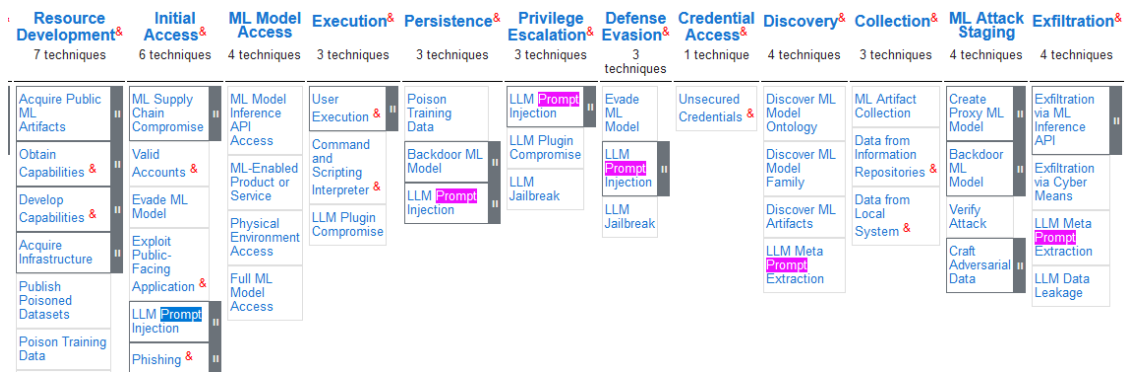 Resource
Development&
7 techniques
Acquire Public
ML
Artifacts
Obtain
Capabilities &
Develop
Capabilities &
Acquire
Infrastructure
Publish
Poisoned
Datasets
Poison Training
Data
Initial
Access&
6 techniques
ML Supply
Chain
Compromise
Valid
Accounts &
Evade ML
Model
Exploit
Public-
Facing
Application &
LLM Prompt
Injection
Phishing &
ML Model
Access
4 techniques
ML Model
Inference
API
Access
ML-Enabled
Product or
Service
Physical
Environment
Access
Full ML
Model
Access
Execution&
3 techniques
User
Execution &
Command
and
Scripting
Interpreter &
LLM Plugin
Compromise
Persistence&
3 techniques
Poison
Training
Data
Backdoor ML
Model
LLM Prompt
Injection
Privilege
Escalation&
3 techniques
LLM Prompt
Injection
LLM Plugin
Compromise
LLM
Jailbreak
Defense
Evasion&
3
techniques
Evade
ML
Model
LLM
Prompt
Injection
LLM
Jailbreak
Credential
Access&
1 technique
Unsecured
Credentials &
Discovery&
4 techniques
Discover ML
Model
Ontology
Discover ML
Model
Family
Discover ML
Artifacts
LLM Meta
Prompt
Extraction
Collection&
3 techniques
ML Artifact
Collection
Data from
Information
Repositories &
Data from
Local
System &
ML Attack
Staging
4 techniques
Create
Proxy ML
Model
Backdoor
ML
Model
Verify
Attack
Craft
Adversarial
Data
Exfiltration&
4 techniques
Exfiltration
via ML
Inference
API
Exfiltration
via Cyber
Means
LLM Meta
Prompt
Extraction
LLM Data
Leakage